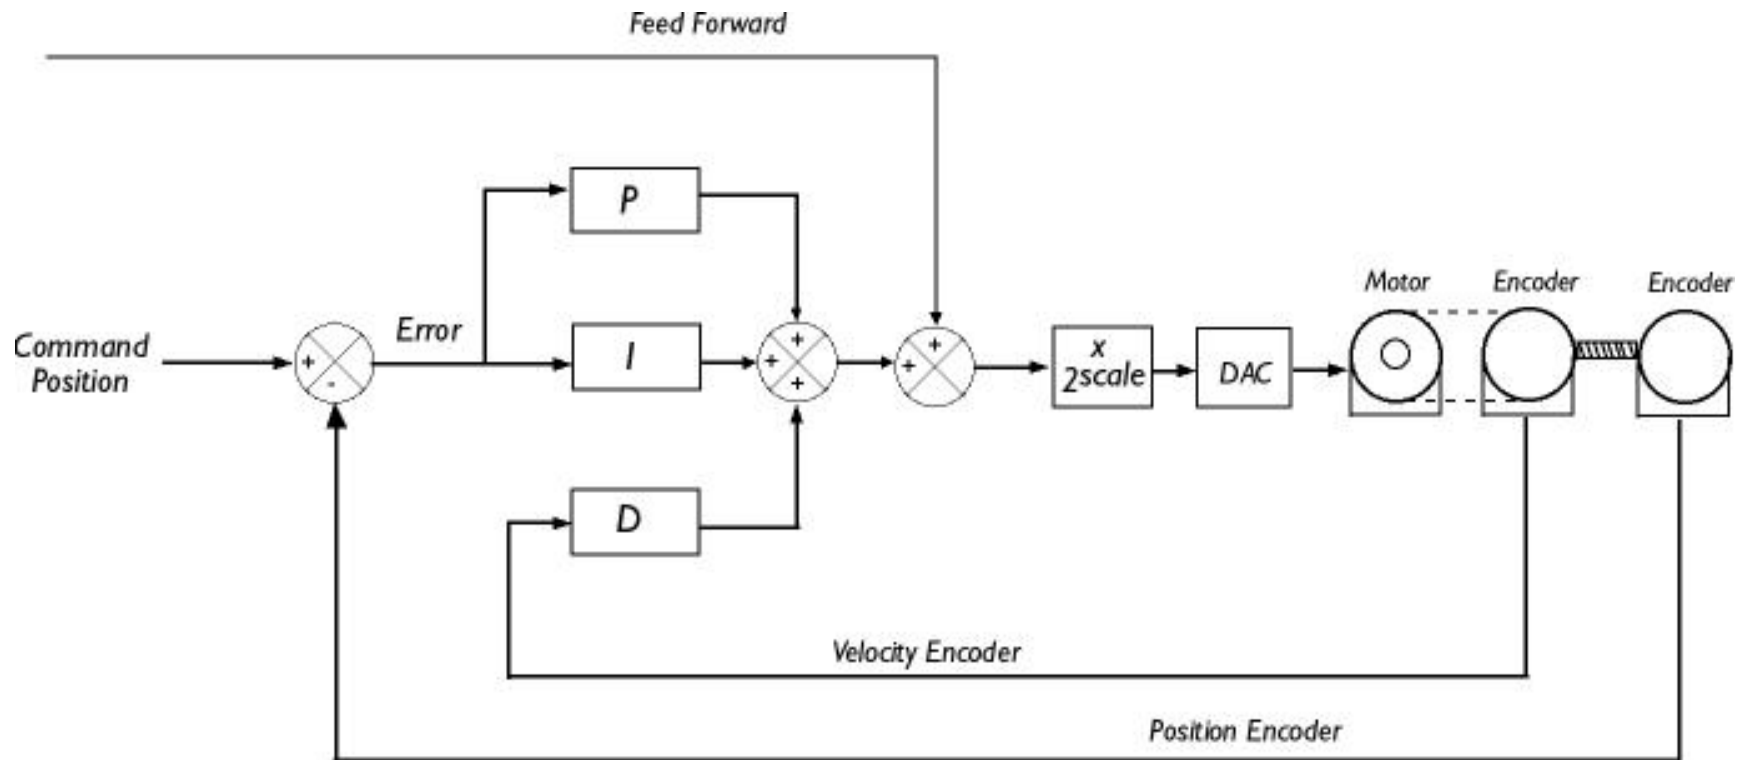 Feed Forward
P
Motor
Encoder
Encoder
Command
Position
+
-
Error
I
+
+
+
+
+
x
2scale
DAC
D
Velocity Encoder
Position Encoder